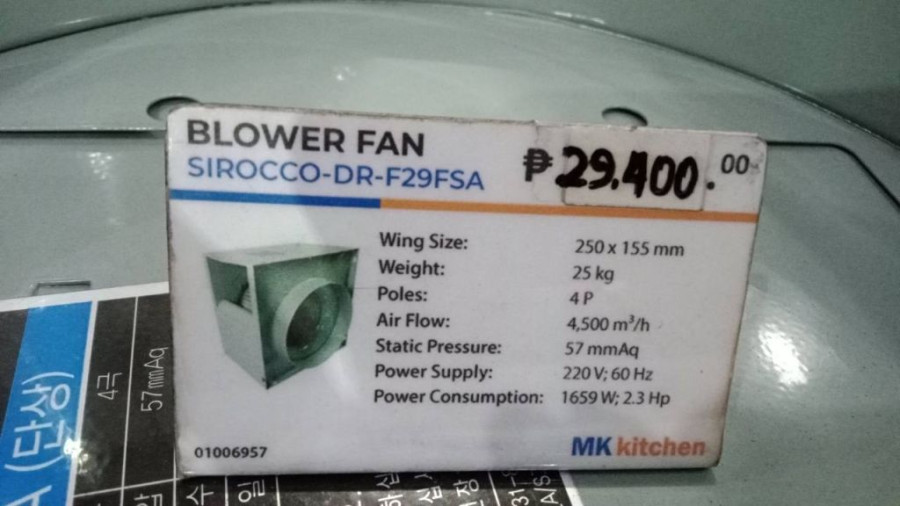 BLOWER FAN
SIROCCO-DR-F29FSA
₱29.400.00
Wing Size: 250 x 155 mm
Weight: 25 kg
Poles: 4 P
Air Flow: 4,500 m³/h
Static Pressure: 57 mmAq
Power Supply: 220 V; 60 Hz
Power Consumption: 1659 W; 2.3 Hp
01006957
MK kitchen
(단상)
4극
57mmAq